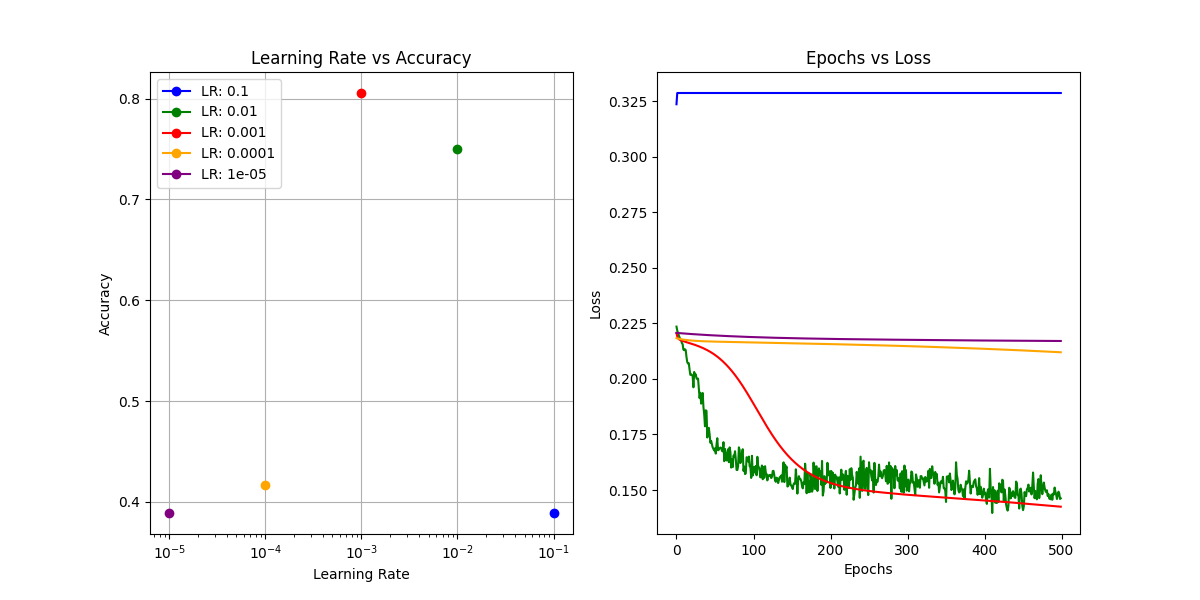 Learning Rate vs Accuracy
LR: 0.1
LR: 0.01
LR: 0.001
LR: 0.0001
LR: 1e-05
Accuracy
0.8
0.7
0.6
0.5
0.4
10⁻⁵ 10⁻⁴ 10⁻³ 10⁻² 10⁻¹
Learning Rate
Epochs vs Loss
Loss
0.325
0.300
0.275
0.250
0.225
0.200
0.175
0.150
0 100 200 300 400 500
Epochs